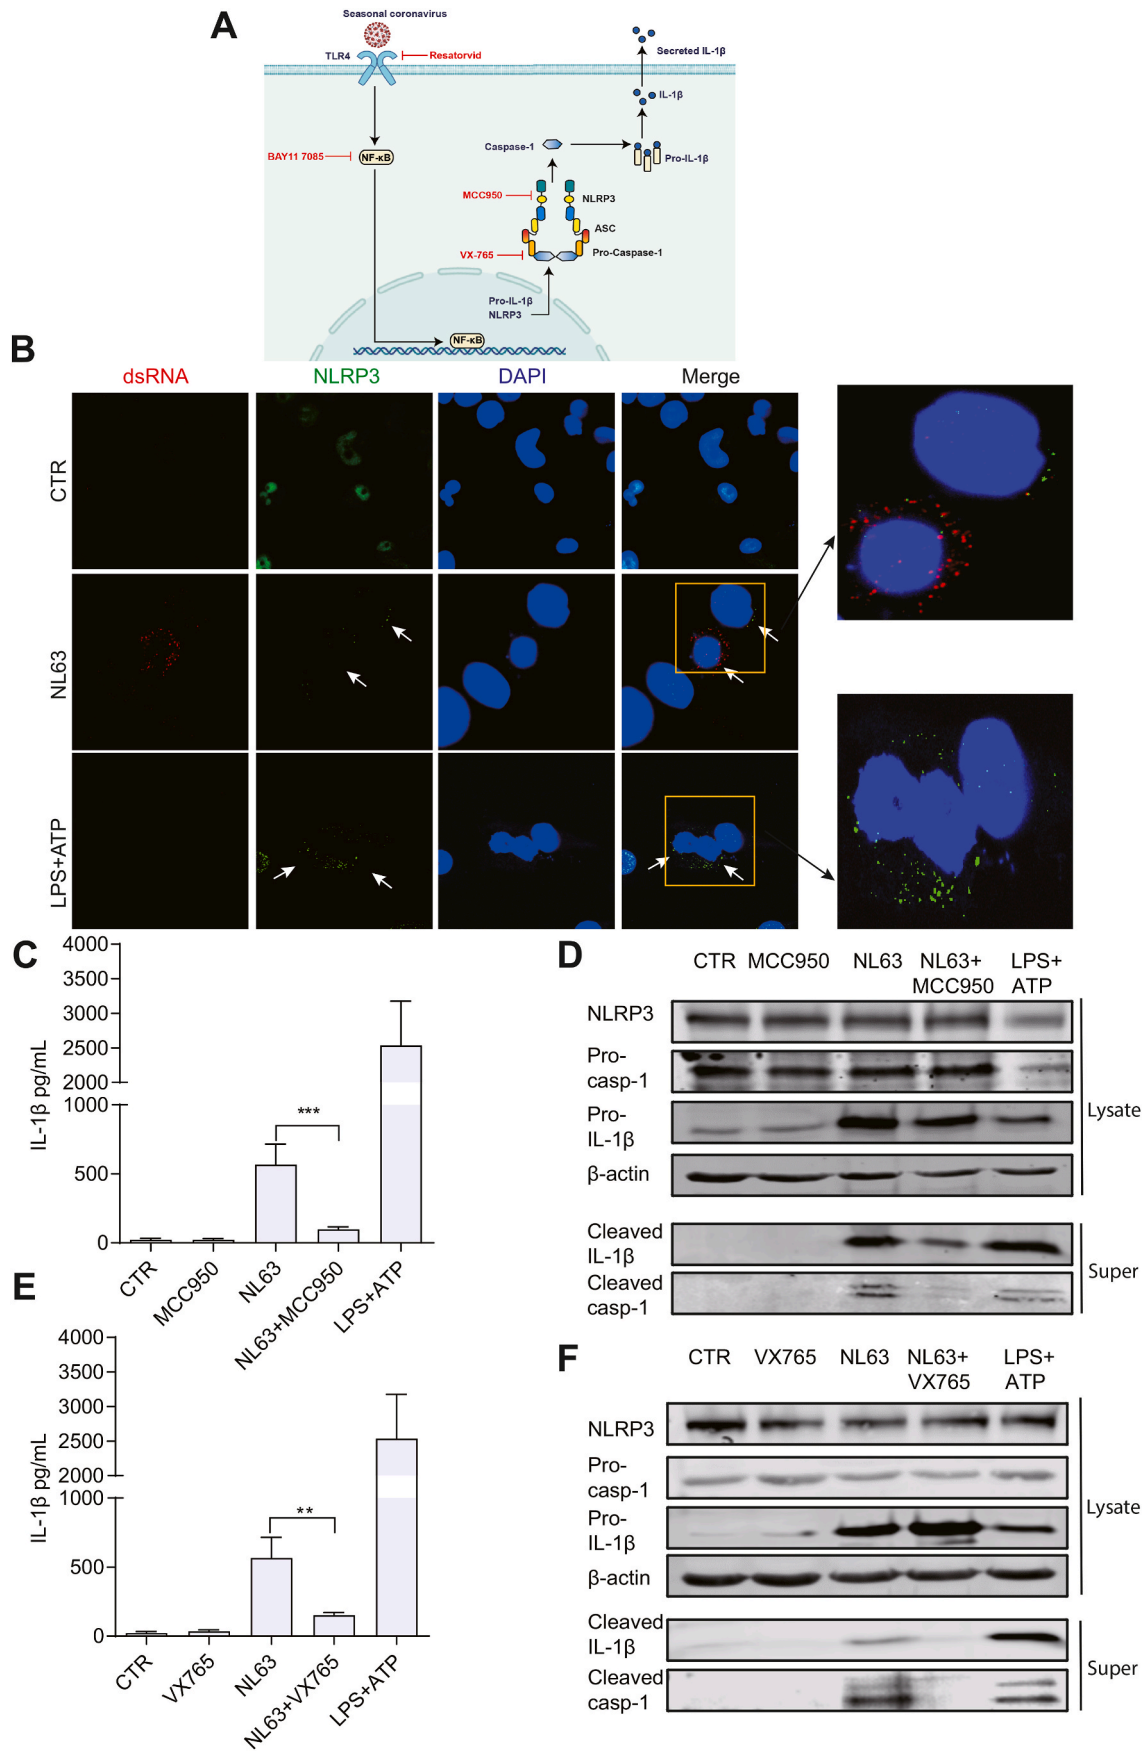 A
Seasonal coronavirus
TLR4
Resatorvid
Secreted IL-1β
IL-1β
BAY11 7085
NF-κB
Caspase-1
Pro-IL-1β
MCC950
NLRP3
ASC
VX-765
Pro-Caspase-1
Pro-IL-1β
NLRP3
NF-κB
B
dsRNA
NLRP3
DAPI
Merge
CTR
NL63
LPS+ATP
C
IL-1β pg/mL
4000
3000
2500
2000
1000
500
0
***
CTR
MCC950
NL63
NL63+MCC950
LPS+ATP
D
CTR
MCC950
NL63
NL63+
MCC950
LPS+
ATP
NLRP3
Pro-
casp-1
Pro-
IL-1β
β-actin
Lysate
Cleaved
IL-1β
Cleaved
casp-1
Super
E
IL-1β pg/mL
4000
3000
2500
2000
1000
500
0
**
CTR
VX765
NL63
NL63+VX765
LPS+ATP
F
CTR
VX765
NL63
NL63+
VX765
LPS+
ATP
NLRP3
Pro-
casp-1
Pro-
IL-1β
β-actin
Lysate
Cleaved
IL-1β
Cleaved
casp-1
Super